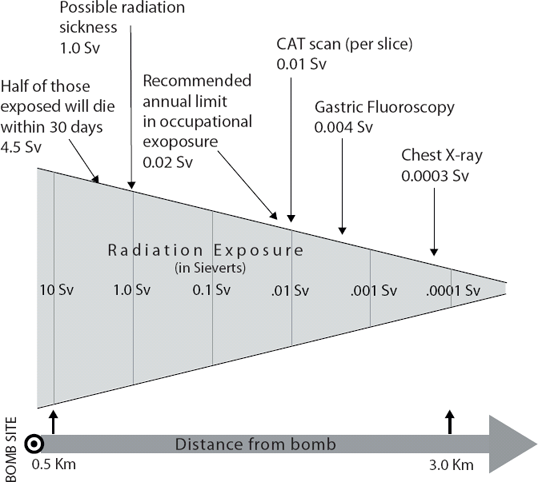 Possible radiation
sickness
1.0 Sv
CAT scan (per slice)
0.01 Sv
Half of those
exposed will die
within 30 days
4.5 Sv
Recommended
annual limit
in occupational
exoposure
0.02 Sv
Gastric Fluoroscopy
0.004 Sv
Chest X-ray
0.0003 Sv
Radiation Exposure
(in Sieverts)
10 Sv
1.0 Sv
0.1 Sv
.01 Sv
.001 Sv
.0001 Sv
BOMB SITE
Distance from bomb
0.5 Km
3.0 Km